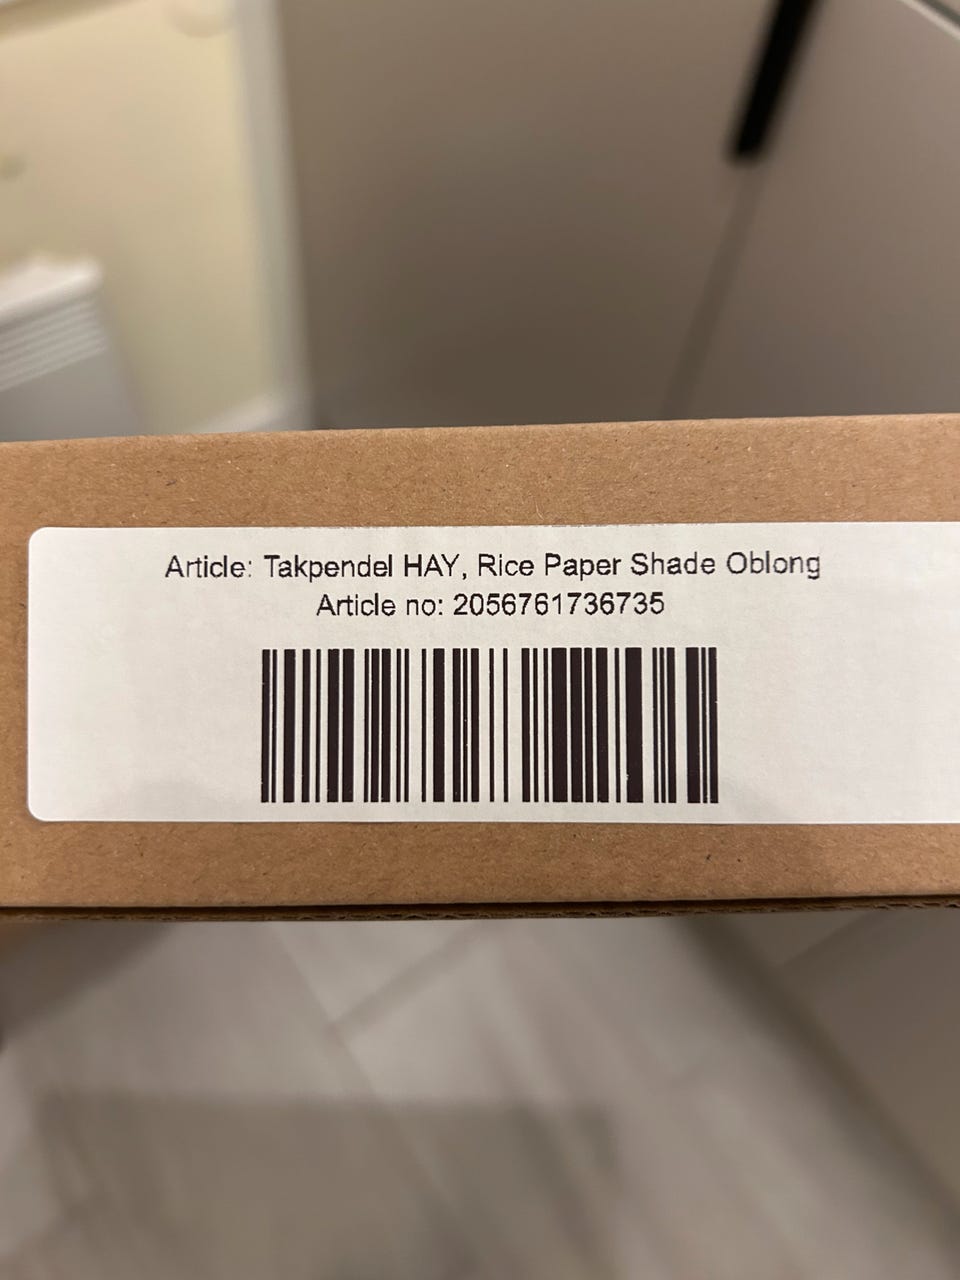 Article: Takpendel HAY, Rice Paper Shade Oblong
Article no: 2056761736735